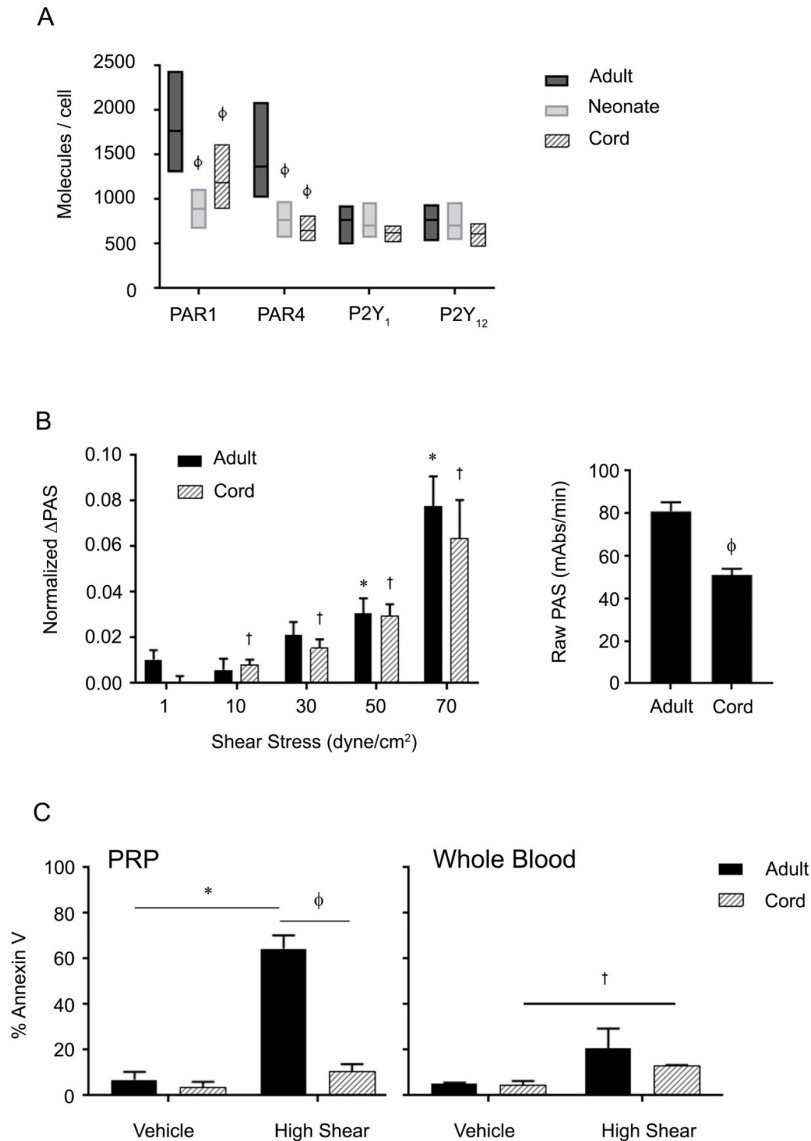 A
Molecules / cell
2500
2000
1500
1000
500
0
ϕ
ϕ
ϕ
ϕ
PAR1 PAR4 P2Y₁ P2Y₁₂
Adult
Neonate
Cord
B
Normalized ΔPAS
0.10
0.08
0.06
0.04
0.02
0.00
Adult
Cord
† † * † * †
1 10 30 50 70
Shear Stress (dyne/cm²)
Raw PAS (mAbs/min)
100
80
60
40
20
0
ϕ
Adult Cord
C
% Annexin V
100
80
60
40
20
0
PRP
* ϕ
Vehicle High Shear
Whole Blood
†
Vehicle High Shear
Adult
Cord